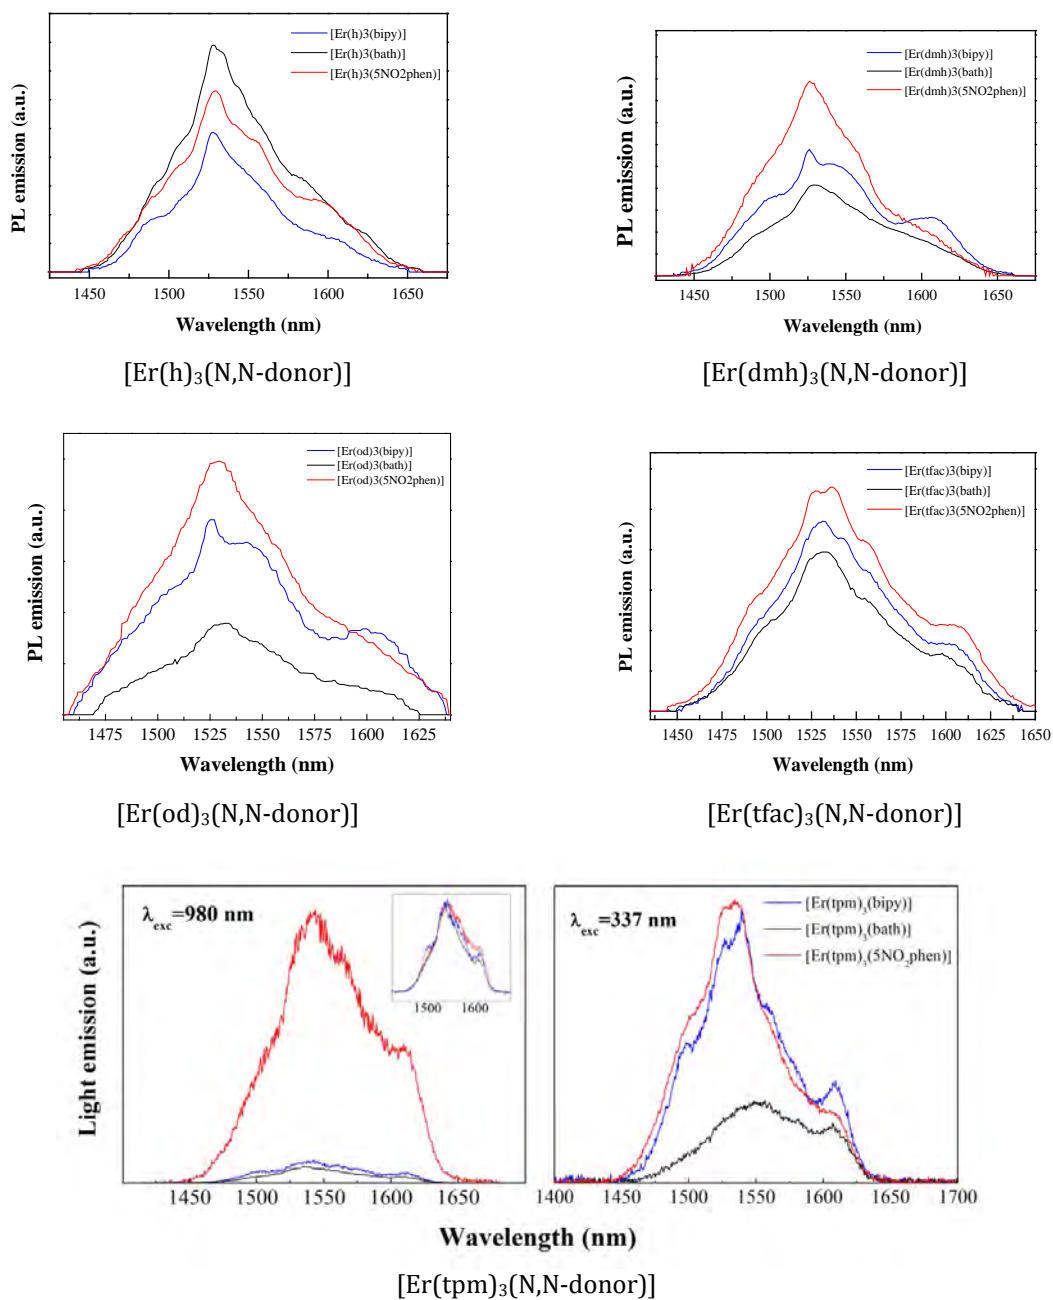 [Er(h)3(bipy)]
[Er(h)3(bath)]
[Er(h)3(5NO2phen)]
PL emission (a.u.)
1450 1500 1550 1600 1650
Wavelength (nm)
[Er(h)₃(N,N-donor)]
[Er(dmh)3(bipy)]
[Er(dmh)3(bath)]
[Er(dmh)3(5NO2phen)]
PL emission (a.u.)
1450 1500 1550 1600 1650
Wavelength (nm)
[Er(dmh)₃(N,N-donor)]
[Er(od)3(bipy)]
[Er(od)3(bath)]
[Er(od)3(5NO2phen)]
PL emission (a.u.)
1475 1500 1525 1550 1575 1600 1625
Wavelength (nm)
[Er(od)₃(N,N-donor)]
[Er(tfac)3(bipy)]
[Er(tfac)3(bath)]
[Er(tfac)3(5NO2phen)]
PL emission (a.u.)
1450 1475 1500 1525 1550 1575 1600 1625 1650
Wavelength (nm)
[Er(tfac)₃(N,N-donor)]
λexc=980 nm
1500 1600
Light emission (a.u.)
1450 1500 1550 1600 1650
λexc=337 nm
[Er(tpm)₃(bipy)]
[Er(tpm)₃(bath)]
[Er(tpm)₃(5NO₂phen)]
1400 1450 1500 1550 1600 1650 1700
Wavelength (nm)
[Er(tpm)₃(N,N-donor)]